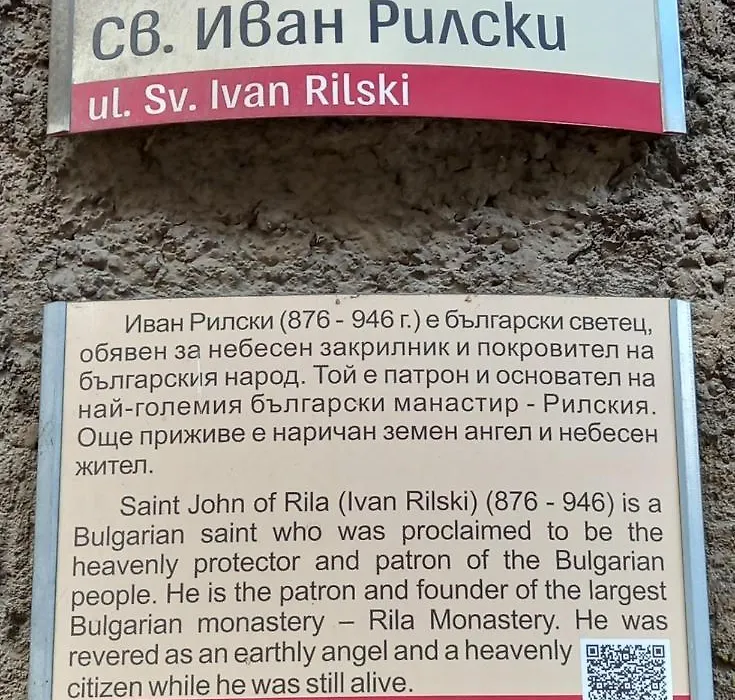 Св. Иван Рилски
ul. Sv. Ivan Rilski
Иван Рилски (876 - 946 г.) е български светец,
обявен за небесен закрилник и покровител на
българския народ. Той е патрон и основател на
най-големия български манастир - Рилския.
Още приживе е наричан земен ангел и небесен
жител.
Saint John of Rila (Ivan Rilski) (876 - 946) is a
Bulgarian saint who was proclaimed to be the
heavenly protector and patron of the Bulgarian
people. He is the patron and founder of the largest
Bulgarian monastery – Rila Monastery. He was
revered as an earthly angel and a heavenly
citizen while he was still alive.